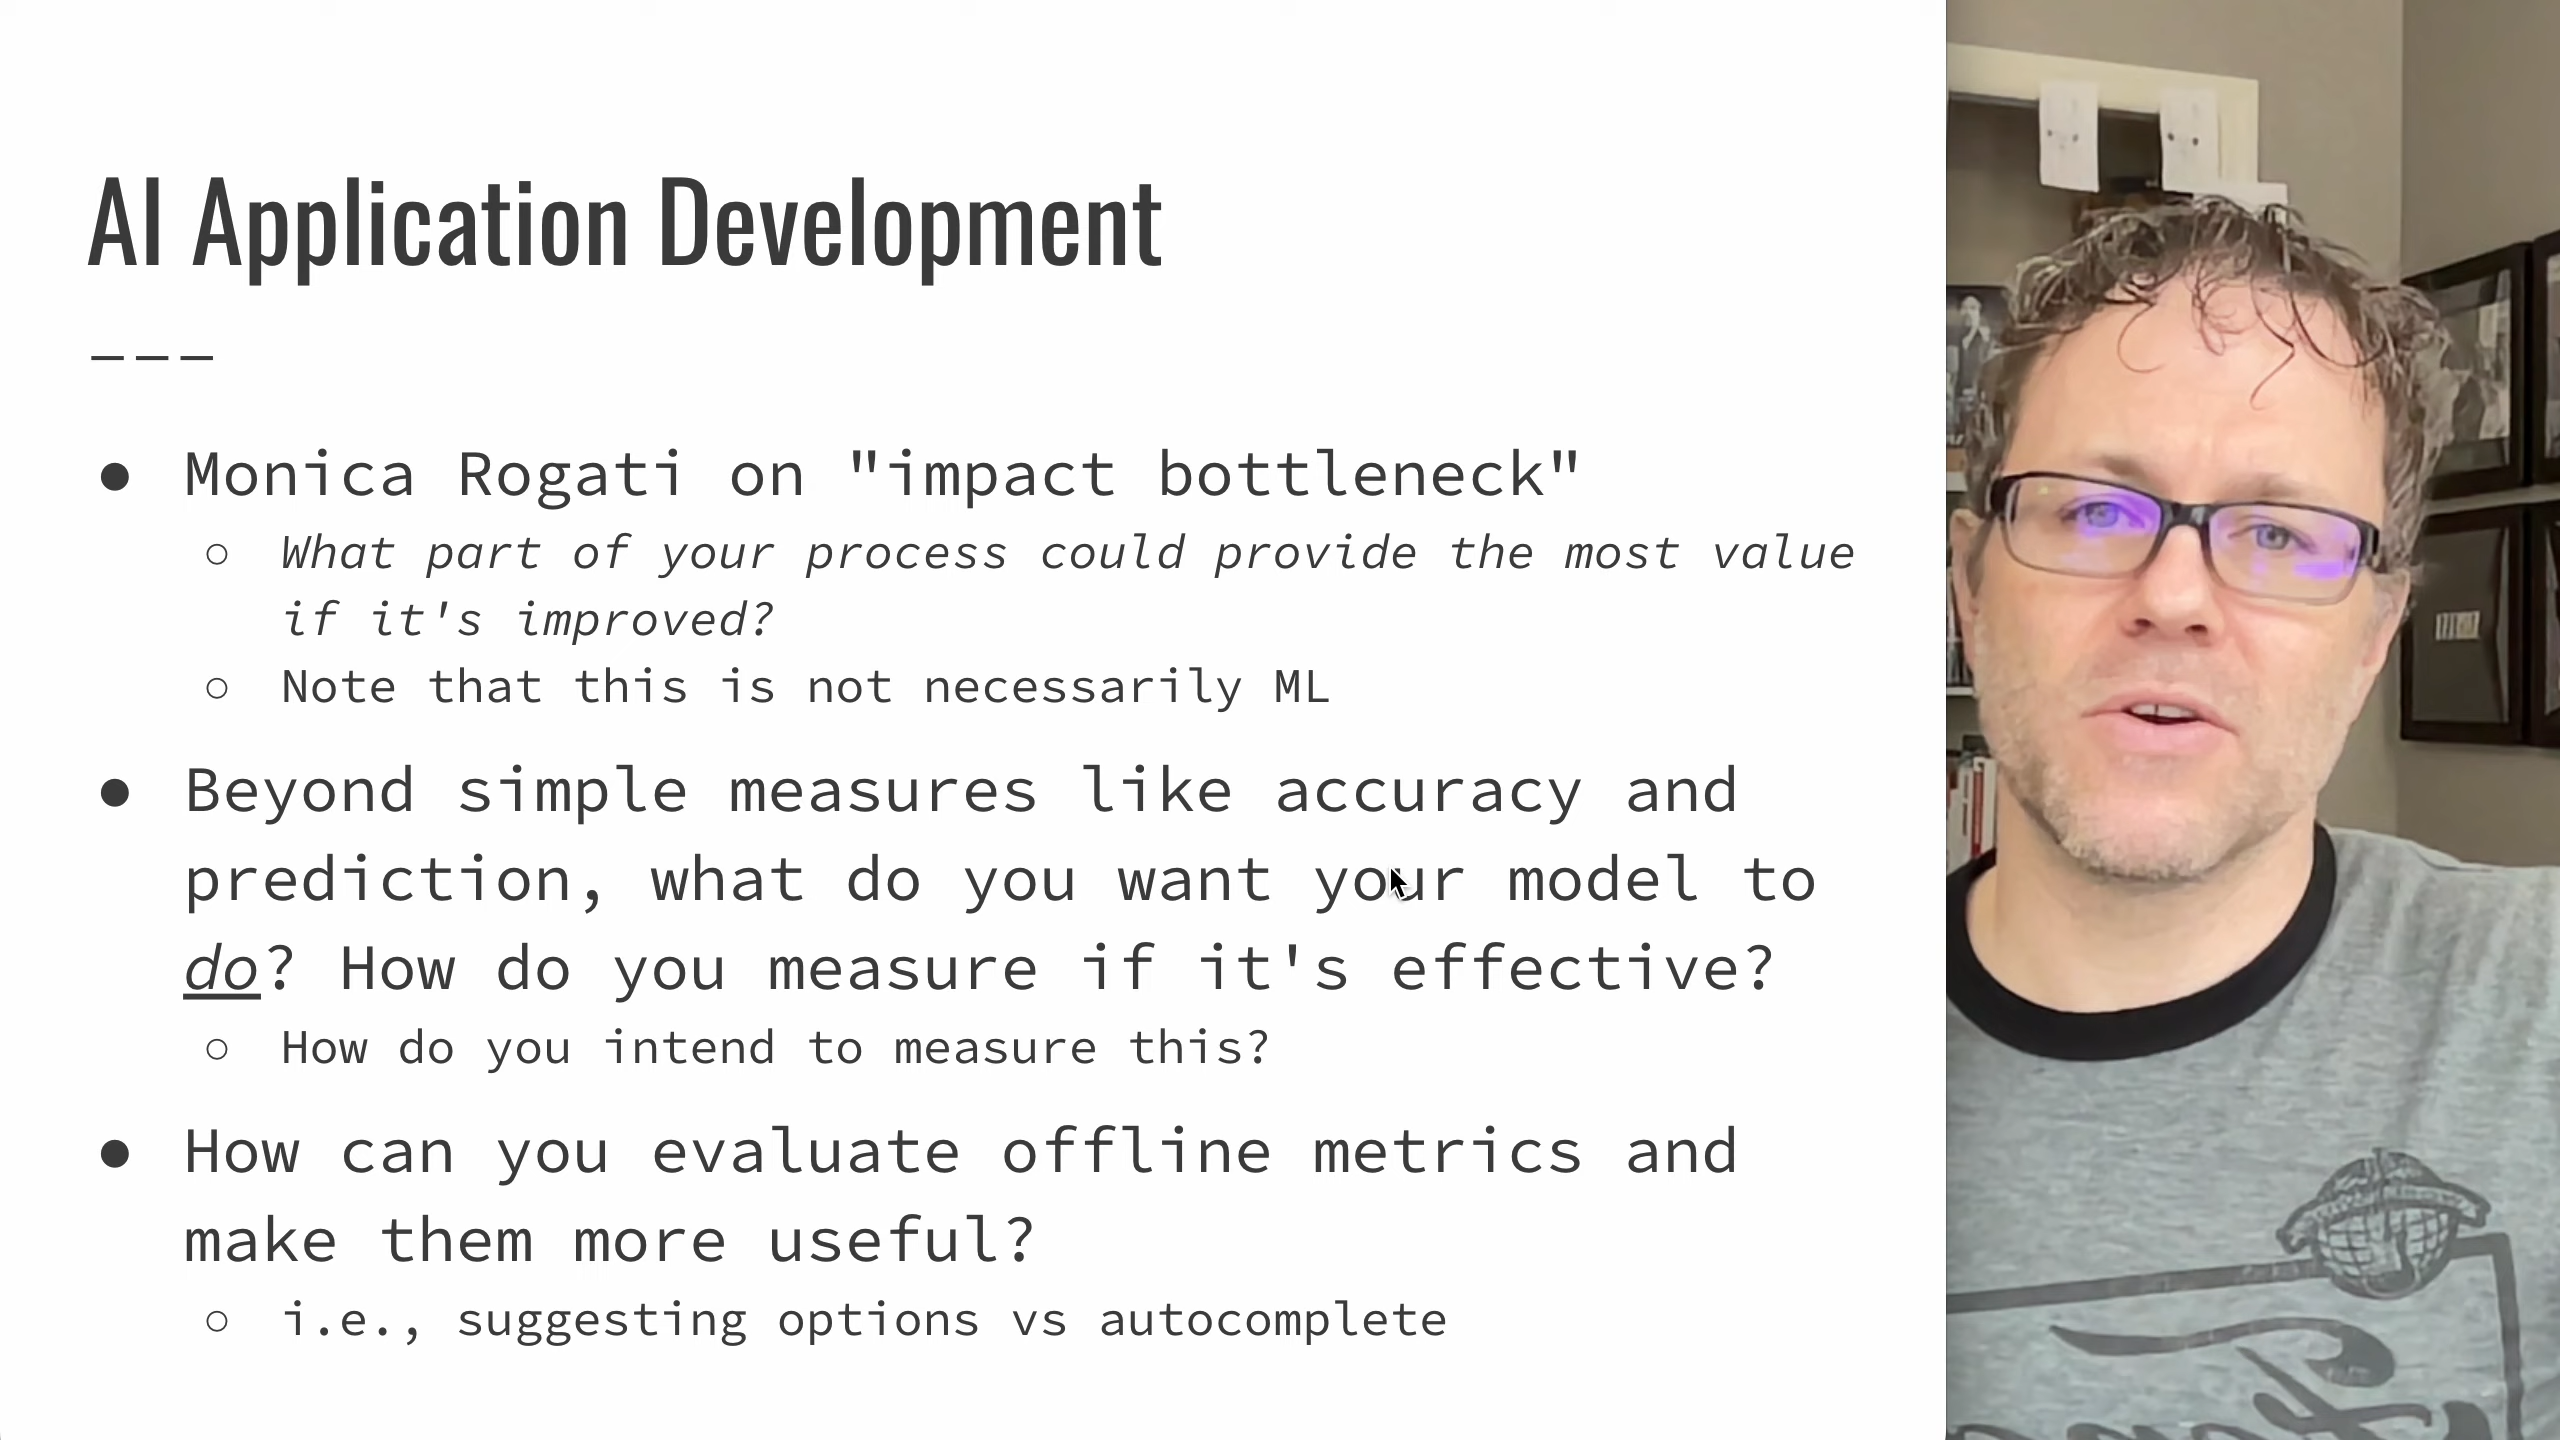 AI Application Development
———
● Monica Rogati on "impact bottleneck"
○ What part of your process could provide the most value
if it's improved?
○ Note that this is not necessarily ML
● Beyond simple measures like accuracy and
prediction, what do you want your model to
do? How do you measure if it's effective?
○ How do you intend to measure this?
● How can you evaluate offline metrics and
make them more useful?
○ i.e., suggesting options vs autocomplete